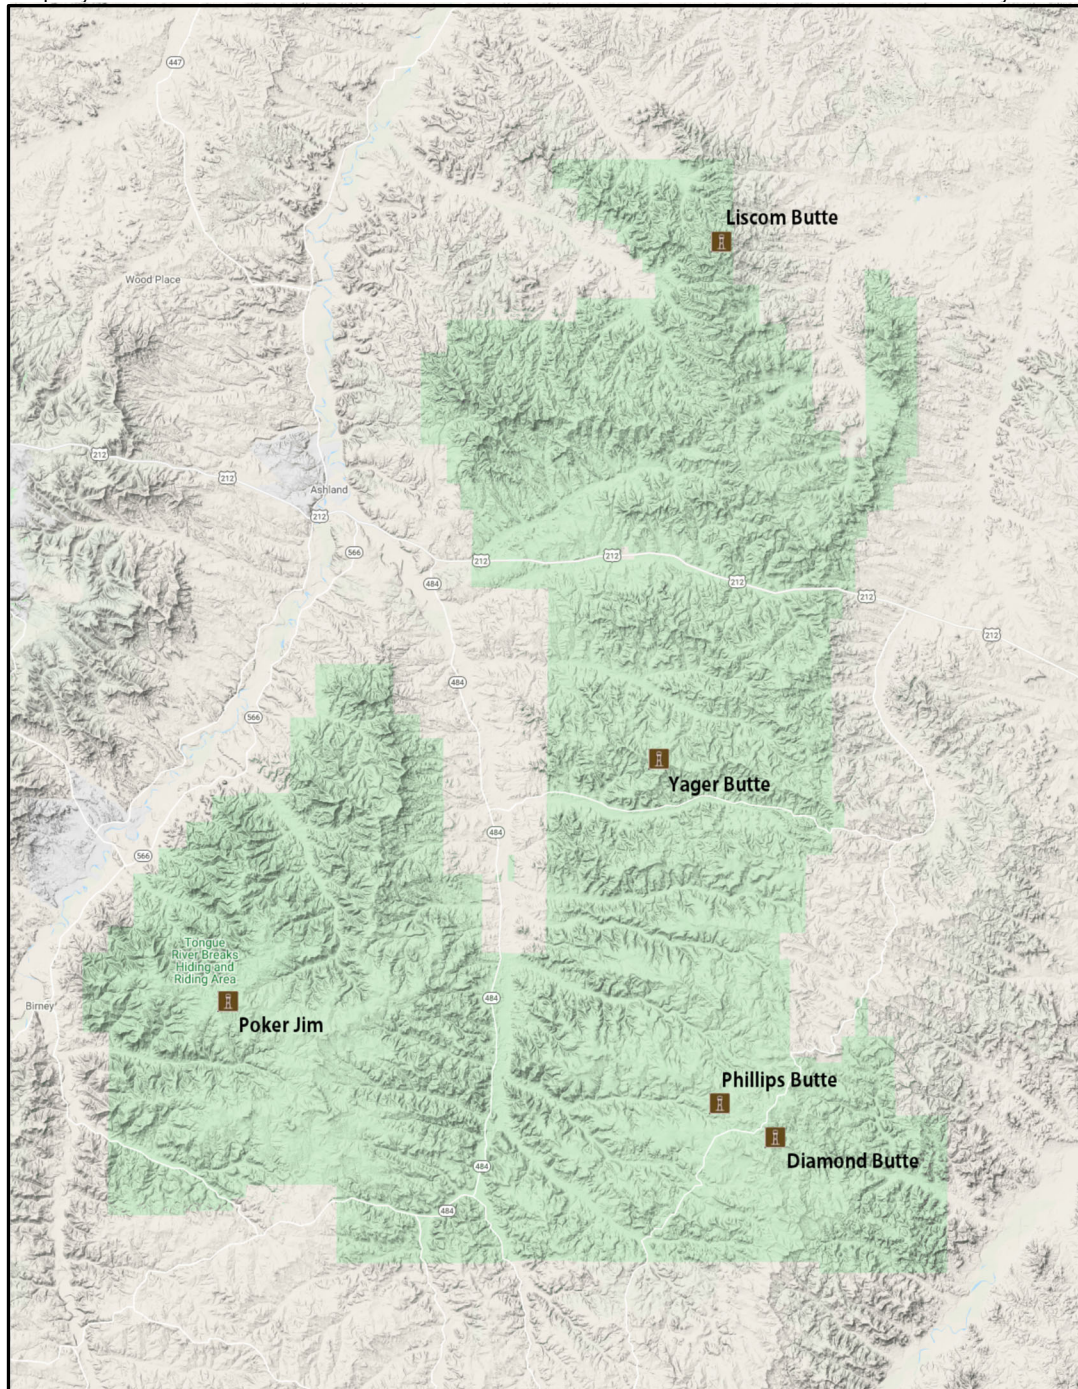 447
Liscom Butte
Wood Place
212
212
Ashland
212
566
212
212
484
212
212
212
484
566
Yager Butte
484
566
Tongue
River Breaks
Hiding and
Riding Area
484
Birney
Poker Jim
Phillips Butte
Diamond Butte
484
484